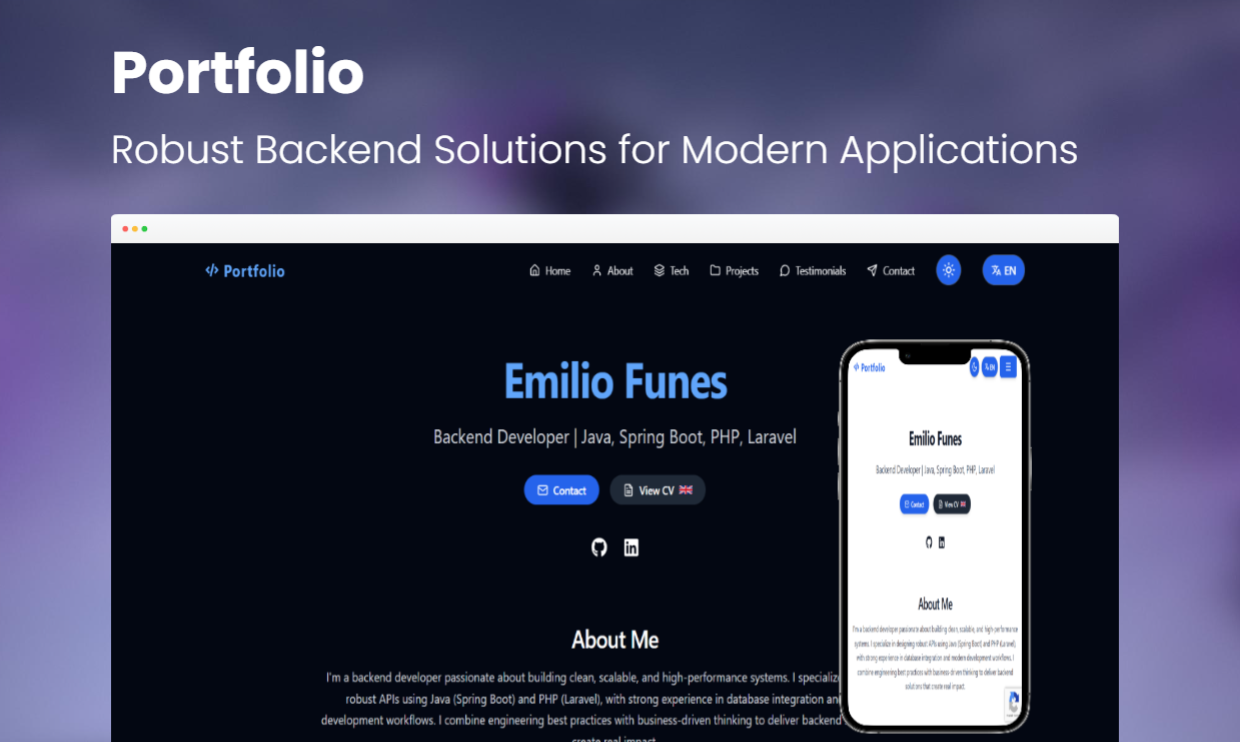 Portfolio
Robust Backend Solutions for Modern Applications
</> Portfolio
Home About Tech Projects Testimonials Contact EN
Emilio Funes
Backend Developer | Java, Spring Boot, PHP, Laravel
Contact View CV
About Me
I'm a backend developer passionate about building clean, scalable, and high-performance systems. I specialize
robust APIs using Java (Spring Boot) and PHP (Laravel), with strong experience in database integration an
development workflows. I combine engineering best practices with business-driven thinking to deliver backend
create real impact.
</> Portfolio EN
Emilio Funes
Backend Developer | Java, Spring Boot, PHP, Laravel
Contact View CV
About Me
I'm a backend developer passionate about building clean, scalable, and high-performance
systems. I specialize in designing robust APIs using Java (Spring Boot) and PHP (Laravel),
with strong experience in database integration and modern development workflows. I
combine engineering best practices with business-driven thinking to deliver backend
solutions that create real impact.